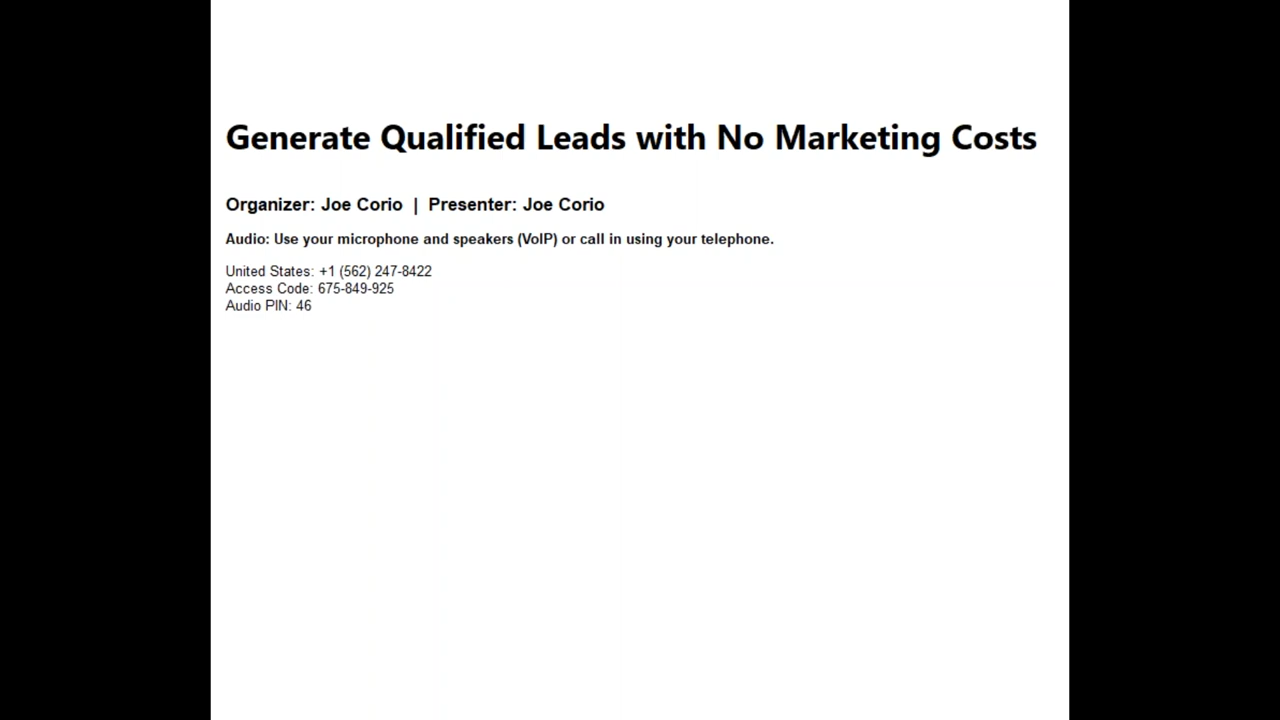 Generate Qualified Leads with No Marketing Costs
Organizer: Joe Corio | Presenter: Joe Corio
Audio: Use your microphone and speakers (VoIP) or call in using your telephone.
United States: +1 (562) 247-8422
Access Code: 675-849-925
Audio PIN: 46